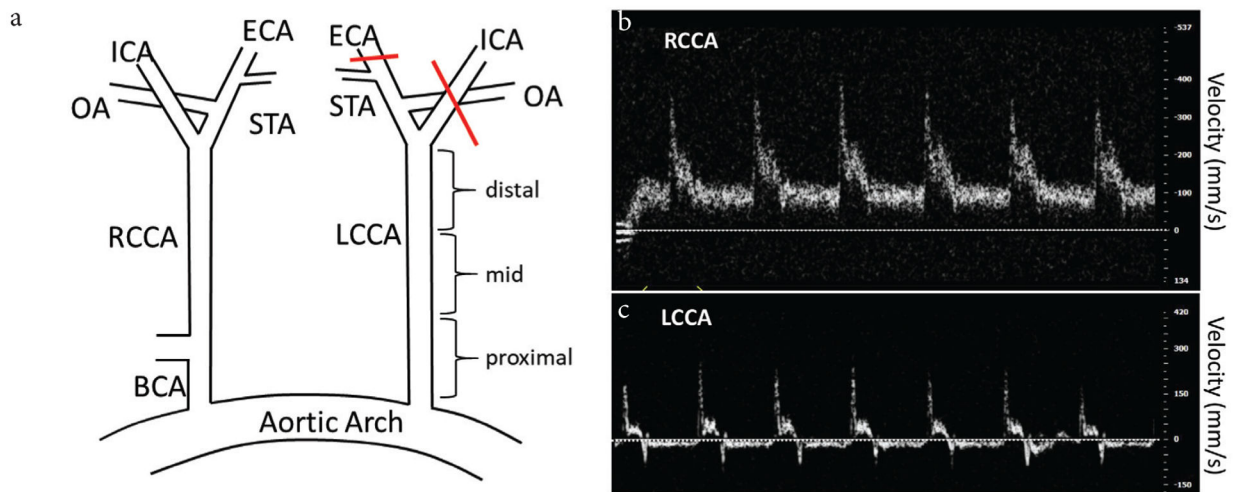 a
ECA
ICA
OA
STA
ECA
ICA
STA
OA
RCCA
LCCA
distal
mid
proximal
BCA
Aortic Arch
b
RCCA
-537
-400
-300
-200
-100
0
134
Velocity (mm/s)
c
LCCA
420
300
150
0
-150
Velocity (mm/s)